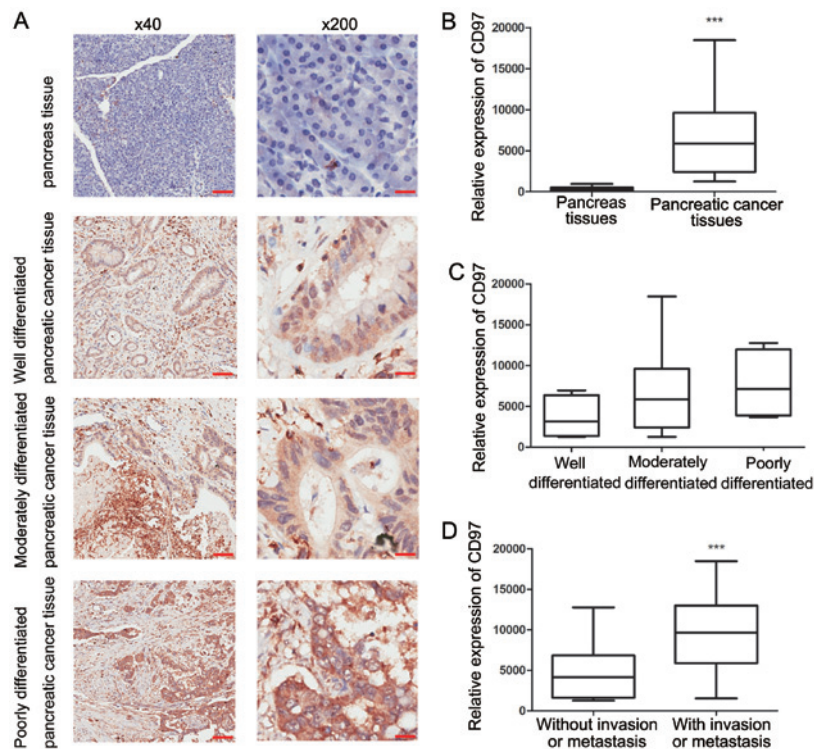 A
x40
x200
pancreas tissue
Well differentiated
pancreatic cancer tissue
Moderately differentiated
pancreatic cancer tissue
Poorly differentiated
pancreatic cancer tissue
B
Relative expression of CD97
20000
15000
10000
5000
0
***
Pancreas
tissues
Pancreatic cancer
tissues
C
Relative expression of CD97
20000
15000
10000
5000
0
Well
differentiated
Moderately
differentiated
Poorly
differentiated
D
Relative expression of CD97
20000
15000
10000
5000
0
***
Without invasion
or metastasis
With invasion
or metastasis